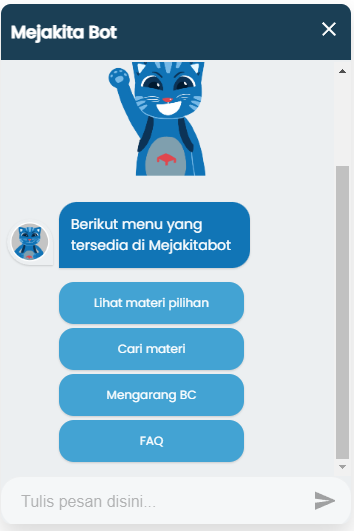 Mejakita Bot
Berikut menu yang
tersedia di Mejakitabot
Lihat materi pilihan
Cari materi
Mengarang BC
FAQ
Tulis pesan disini...